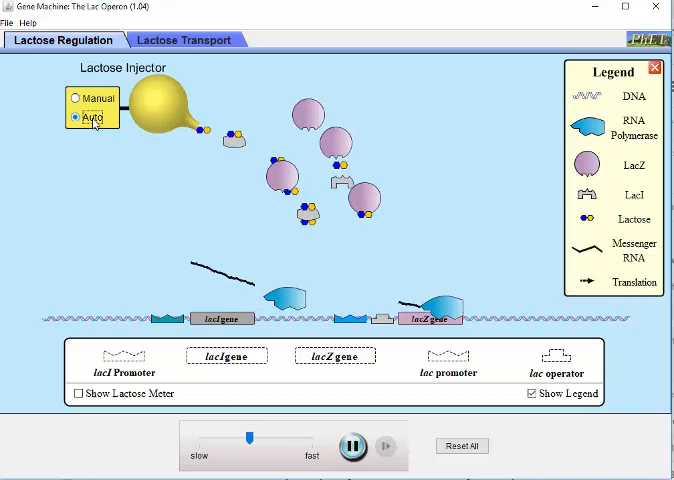 Gene Machine: The Lac Operon (1.04)
File Help
Lactose Regulation Lactose Transport PhET
Lactose Injector
Manual
Auto
Legend
DNA
RNA
Polymerase
LacZ
LacI
Lactose
Messenger
RNA
Translation
lacI gene lacZ gene
lacI Promoter lacI gene lacZ gene lac promoter lac operator
Show Lactose Meter Show Legend
slow fast Reset All